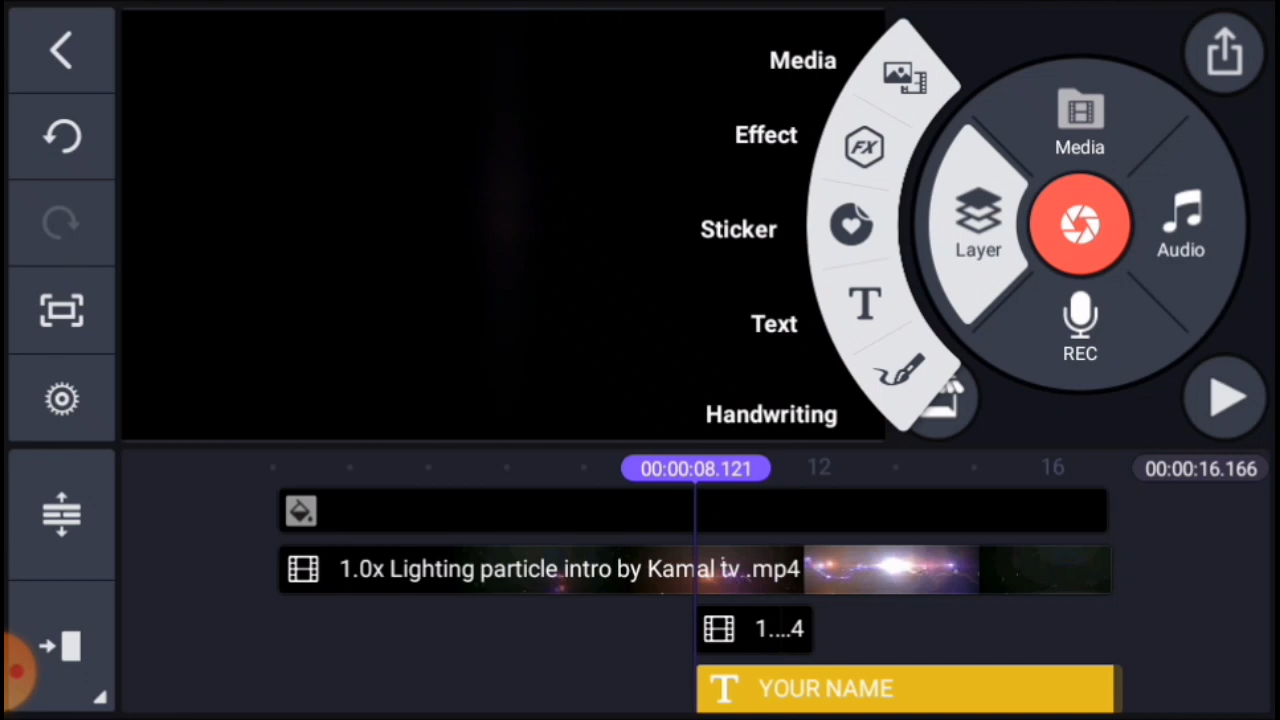 Media
Effect
Sticker
Text
Handwriting
FX
T
Media
Layer
Audio
REC
00:00:08.121
12
16
00:00:16.166
1.0x Lighting particle intro by Kamal tv .mp4
1....4
T YOUR NAME